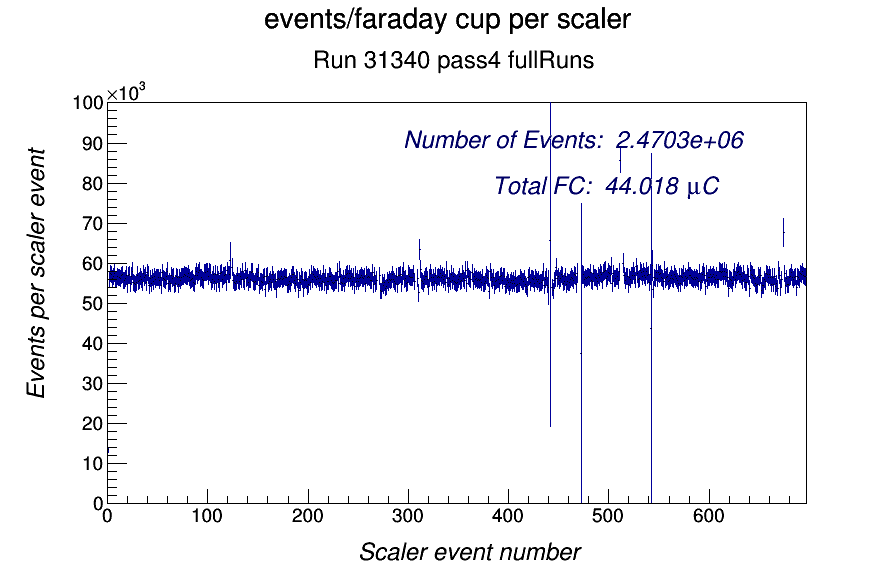 events/faraday cup per scaler
Run 31340 pass4 fullRuns
×10³
100
90
80
70
60
50
40
30
20
10
0
Events per scaler event
Number of Events: 2.4703e+06
Total FC: 44.018 μC
0 100 200 300 400 500 600
Scaler event number